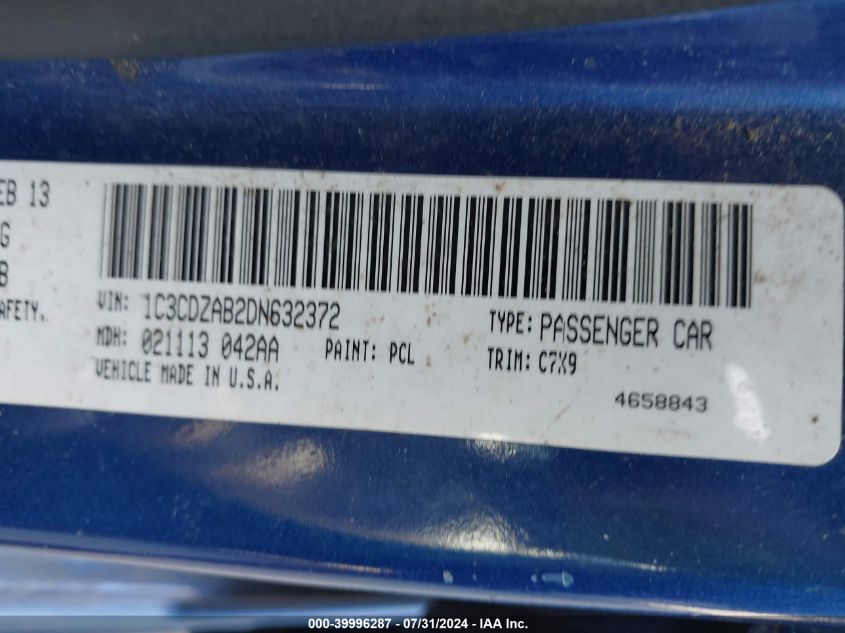 EB 13
G
B
AFETY.
VIN: 1C3CDZAB2DN632372
TYPE: PASSENGER CAR
MDH: 021113 042AA
PAINT: PCL
TRIM: C7X9
VEHICLE MADE IN U.S.A.
4658843
000-39996287 - 07/31/2024 - IAA Inc.